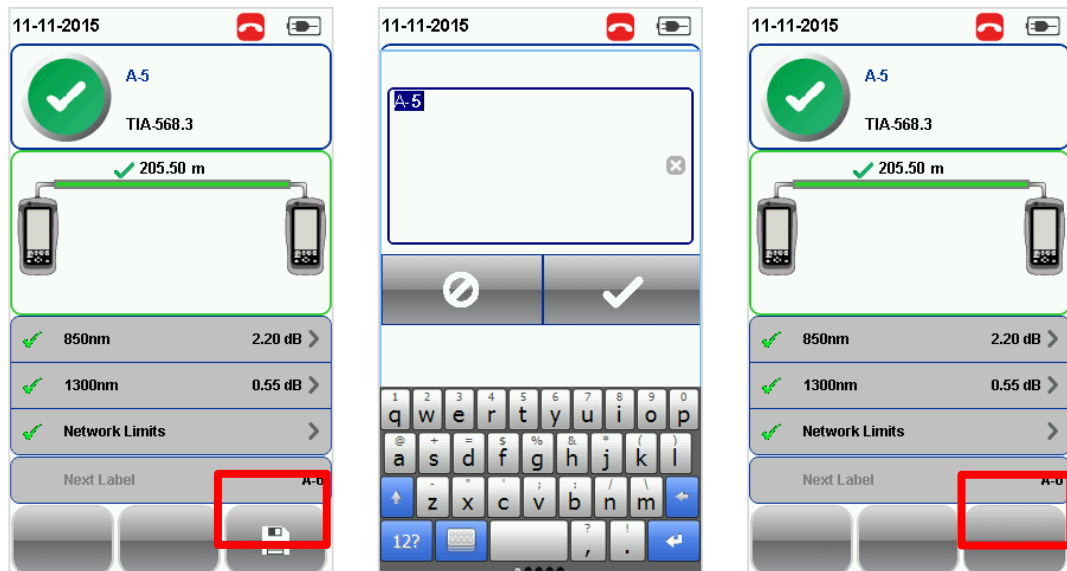 11-11-2015
A-5
TIA-568.3
205.50 m
850nm 2.20 dB
1300nm 0.55 dB
Network Limits
Next Label A-6
11-11-2015
A-5
1 2 3 4 5 6 7 8 9 0
q w e r t y u i o p
@ + = $ % & * ( )
a s d f g h j k l
- " ' ; : / \
z x c v b n m
? !
12? , .
11-11-2015
A-5
TIA-568.3
205.50 m
850nm 2.20 dB
1300nm 0.55 dB
Network Limits
Next Label A-6